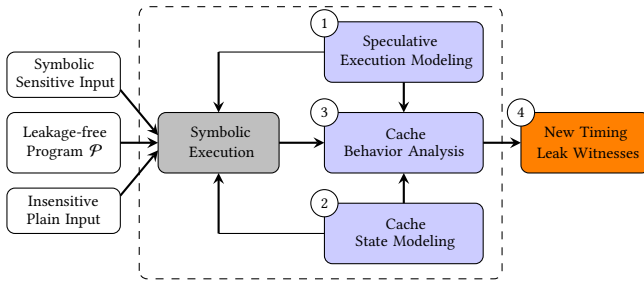 1
Speculative
Execution Modeling
Symbolic
Sensitive Input
Leakage-free
Program 𝒫
Insensitive
Plain Input
Symbolic
Execution
3
Cache
Behavior Analysis
4
New Timing
Leak Witnesses
2
Cache
State Modeling